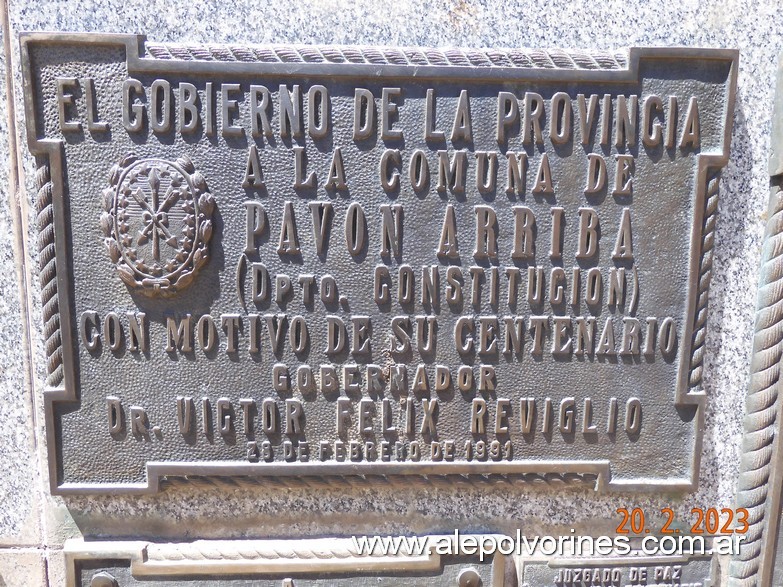 EL GOBIERNO DE LA PROVINCIA
A LA COMUNA DE
PAVON ARRIBA
(DPTO. CONSTITUCION)
CON MOTIVO DE SU CENTENARIO
GOBERNADOR
DR. VICTOR FELIX REVIGLIO
23 DE FEBRERO DE 1991
20. 2. 2023
www.alepolvorines.com.ar
JUZGADO DE PAZ